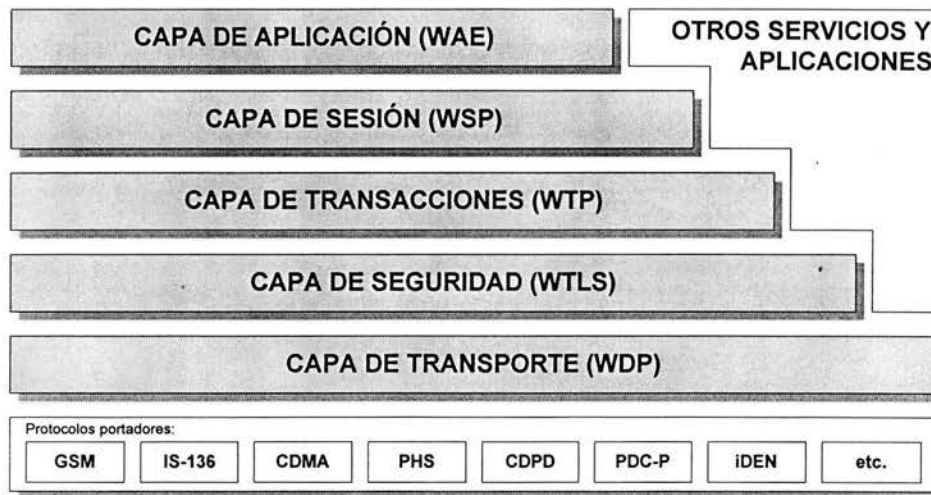 CAPA DE APLICACIÓN (WAE)
OTROS SERVICIOS Y
APLICACIONES
CAPA DE SESIÓN (WSP)
CAPA DE TRANSACCIONES (WTP)
CAPA DE SEGURIDAD (WTLS)
CAPA DE TRANSPORTE (WDP)
Protocolos portadores:
GSM
IS-136
CDMA
PHS
CDPD
PDC-P
iDEN
etc.